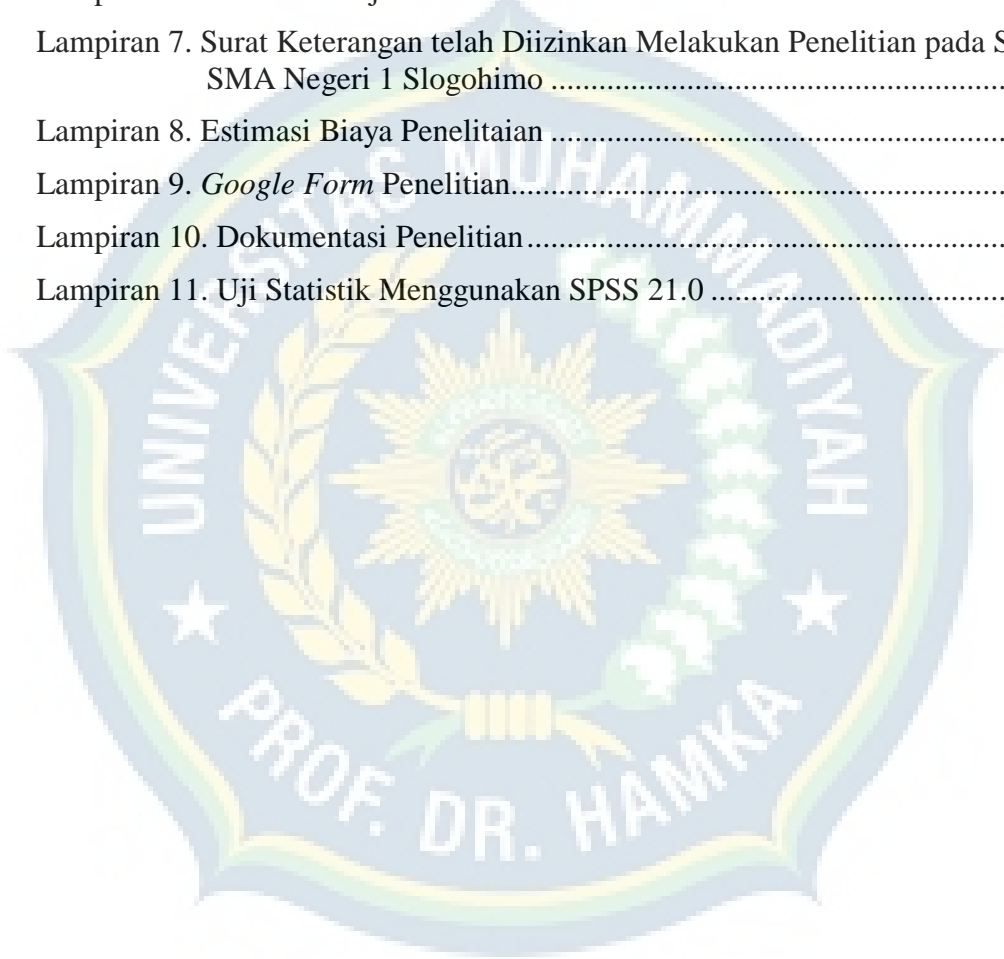 Lampiran 7. Surat Keterangan telah Diizinkan Melakukan Penelitian pada
SMA Negeri 1 Slogohimo ..........................................................
Lampiran 8. Estimasi Biaya Penelitaian ..........................................................
Lampiran 9. Google Form Penelitian..........................................................
Lampiran 10. Dokumentasi Penelitian..........................................................
Lampiran 11. Uji Statistik Menggunakan SPSS 21.0 .....................................
UNIVERSITAS MUHAMMADIYAH
PROF. DR. HAMKA